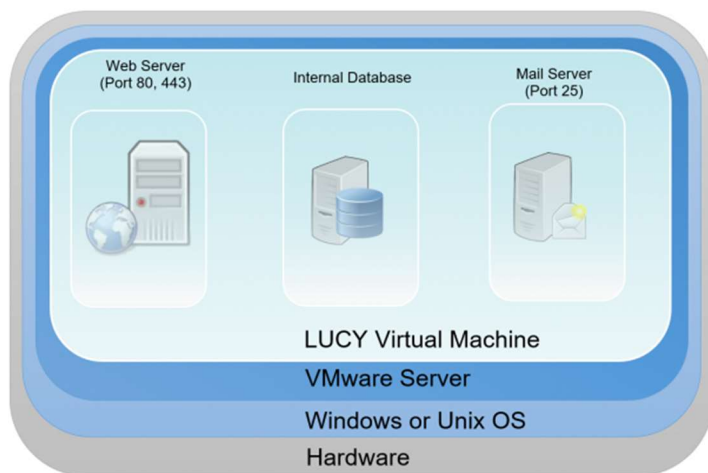 Web Server
(Port 80, 443)
Internal Database
Mail Server
(Port 25)
LUCY Virtual Machine
VMware Server
Windows or Unix OS
Hardware